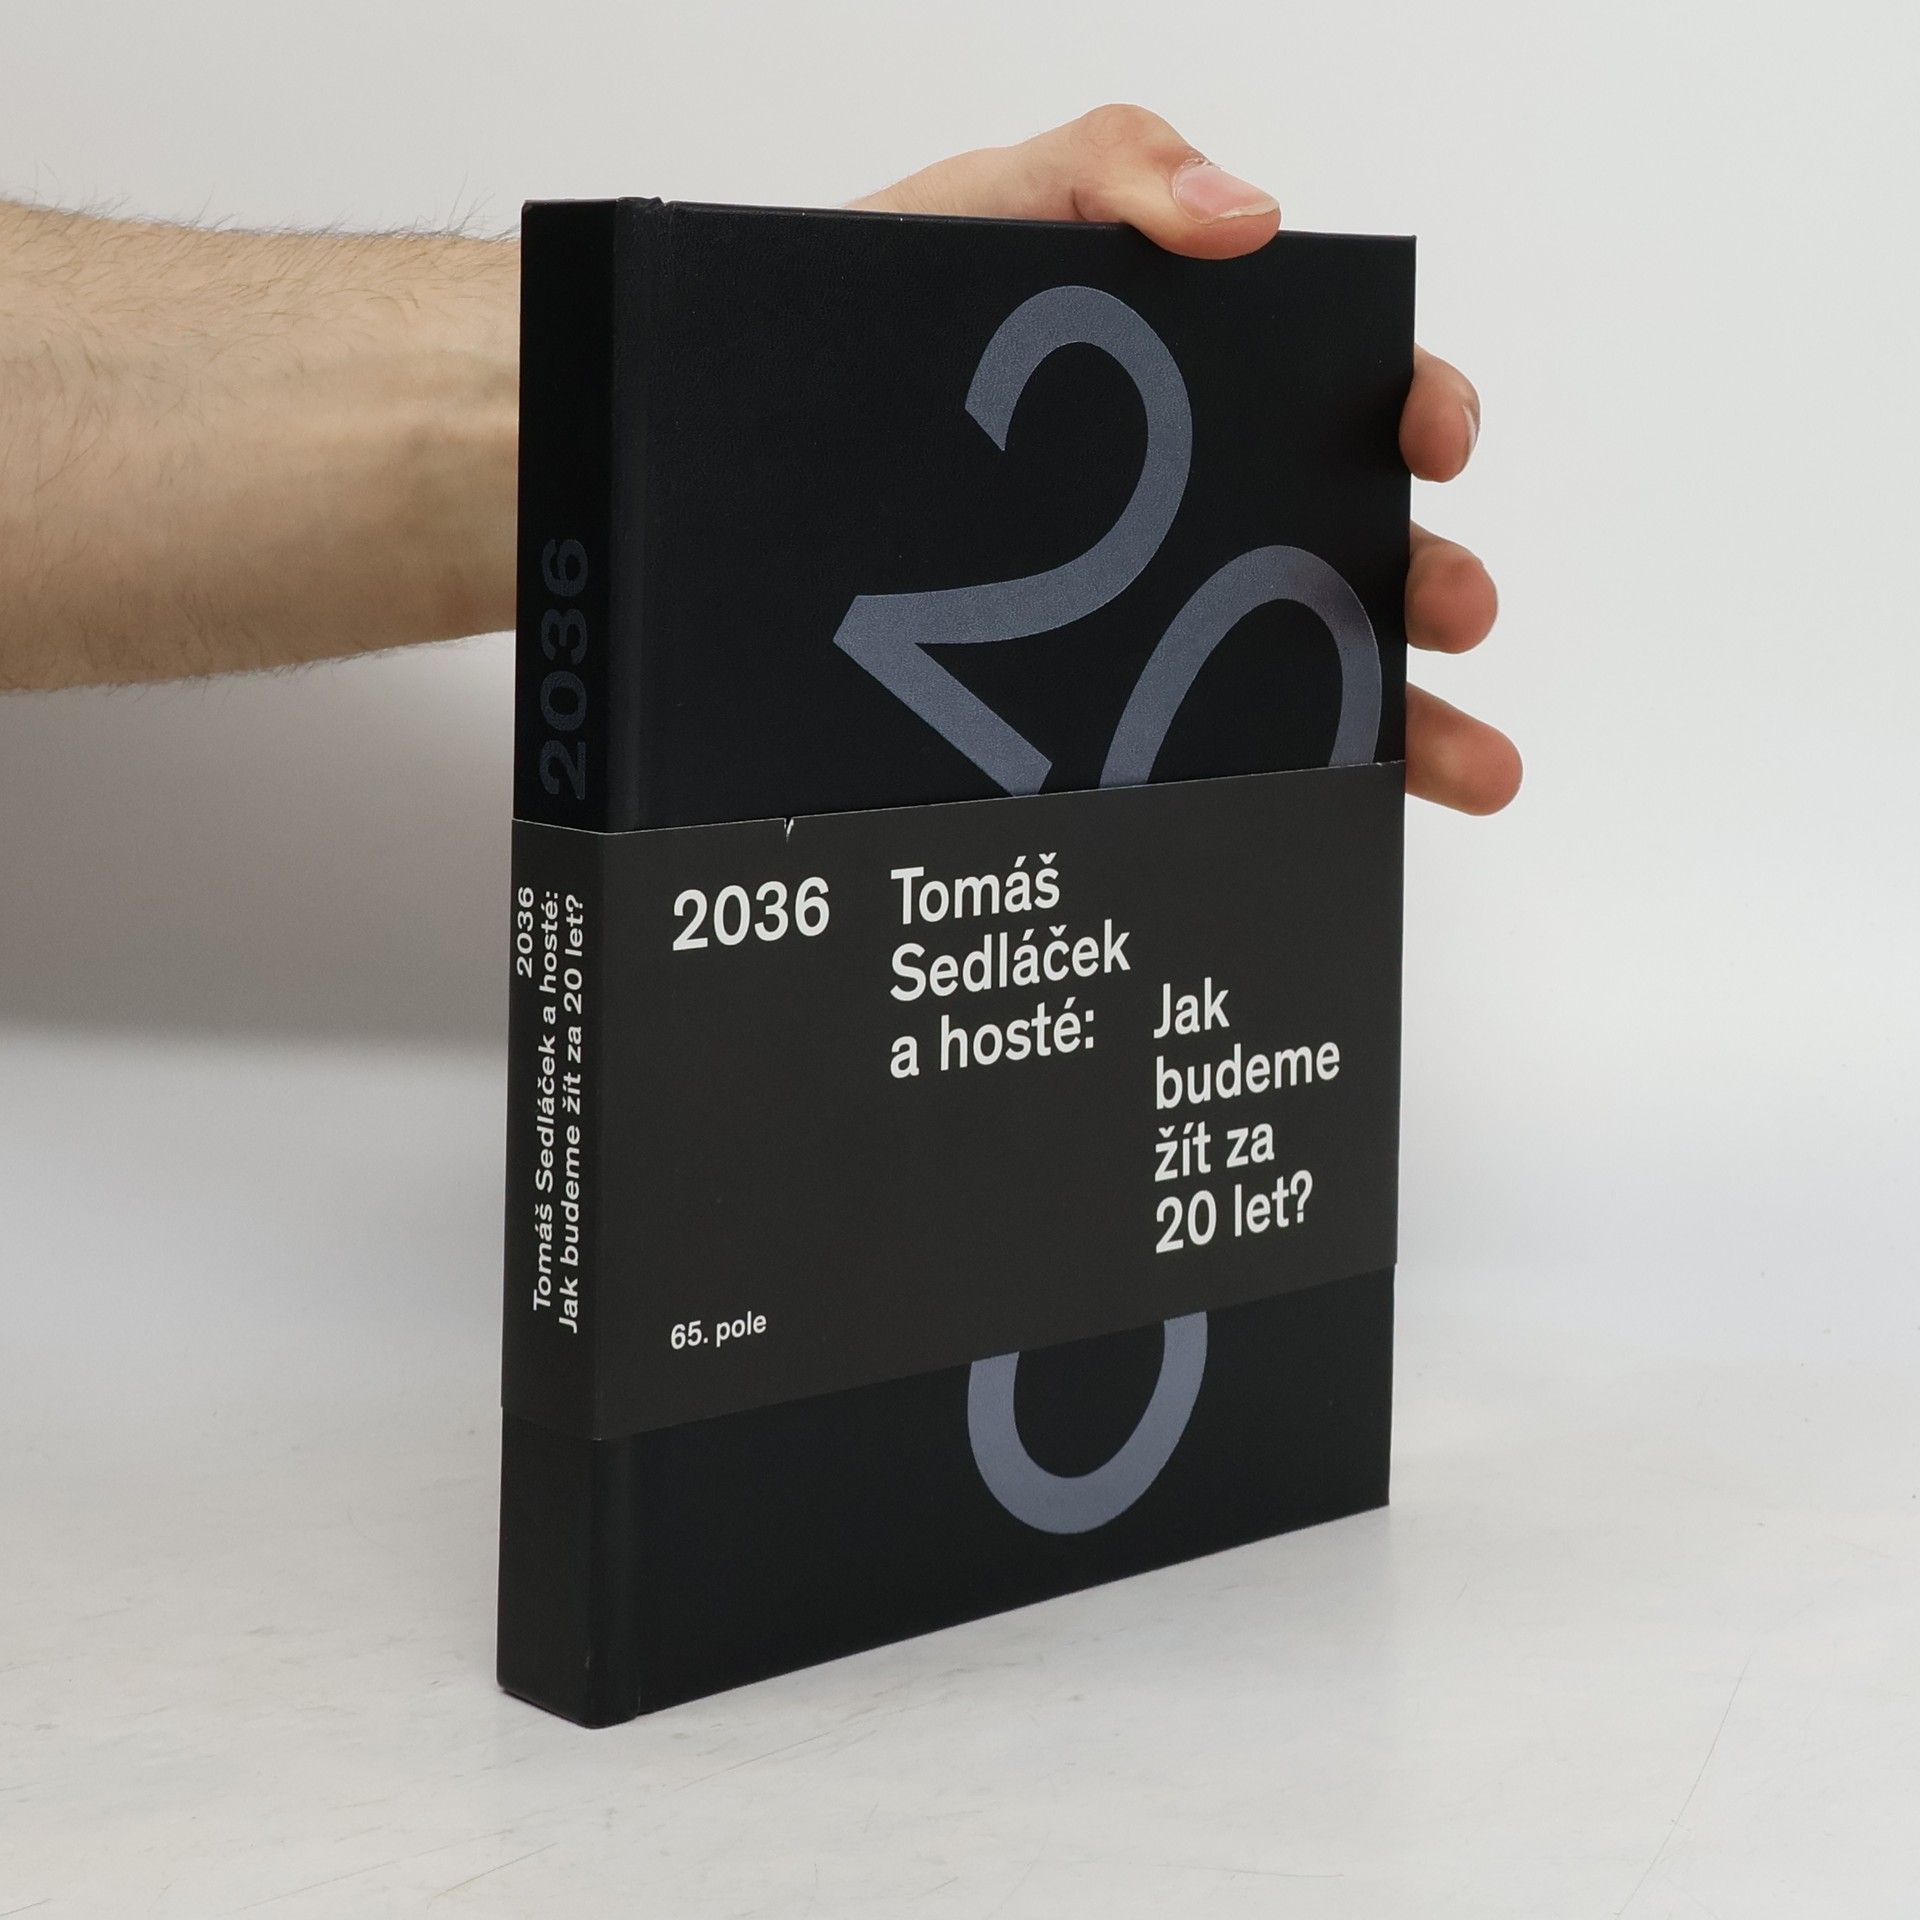 2036
2036
Tomáš Sedláček a hosté:
Jak budeme žít za 20 let?
20
2036
Tomáš
Sedláček
a hosté:
Jak
budeme
žít za
20 let?
65. pole